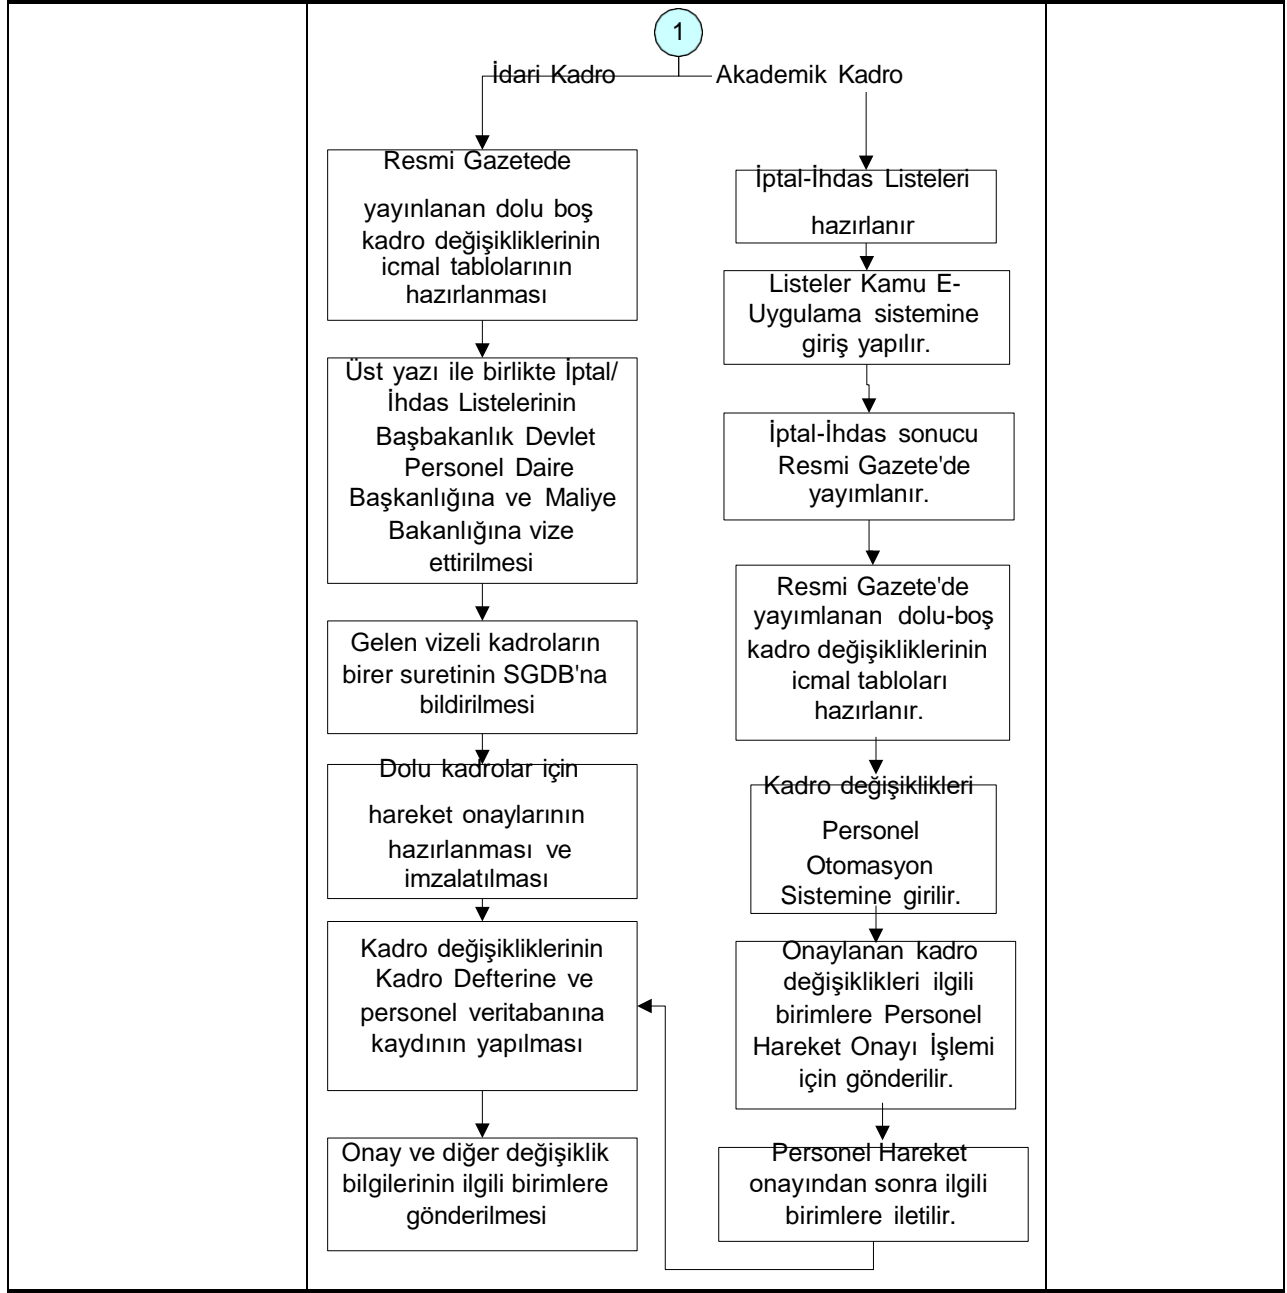 1
İdari Kadro
Akademik Kadro
Resmi Gazetede
yayınlanan dolu boş
kadro değişikliklerinin
icmal tablolarının
hazırlanması
Üst yazı ile birlikte İptal/
İhdas Listelerinin
Başbakanlık Devlet
Personel Daire
Başkanlığına ve Maliye
Bakanlığına vize
ettirilmesi
Gelen vizeli kadroların
birer suretinin SGDB'na
bildirilmesi
Dolu kadrolar için
hareket onaylarının
hazırlanması ve
imzalatılması
Kadro değişikliklerinin
Kadro Defterine ve
personel veritabanına
kaydının yapılması
Onay ve diğer değişiklik
bilgilerinin ilgili birimlere
gönderilmesi
İptal-İhdas Listeleri
hazırlanır
Listeler Kamu E-
Uygulama sistemine
giriş yapılır.
İptal-İhdas sonucu
Resmi Gazete'de
yayımlanır.
Resmi Gazete'de
yayımlanan dolu-boş
kadro değişikliklerinin
icmal tabloları
hazırlanır.
Kadro değişiklikleri
Personel
Otomasyon
Sistemine girilir.
Onaylanan kadro
değişiklikleri ilgili
birimlere Personel
Hareket Onayı İşlemi
için gönderilir.
Personel Hareket
onayından sonra ilgili
birimlere iletilir.